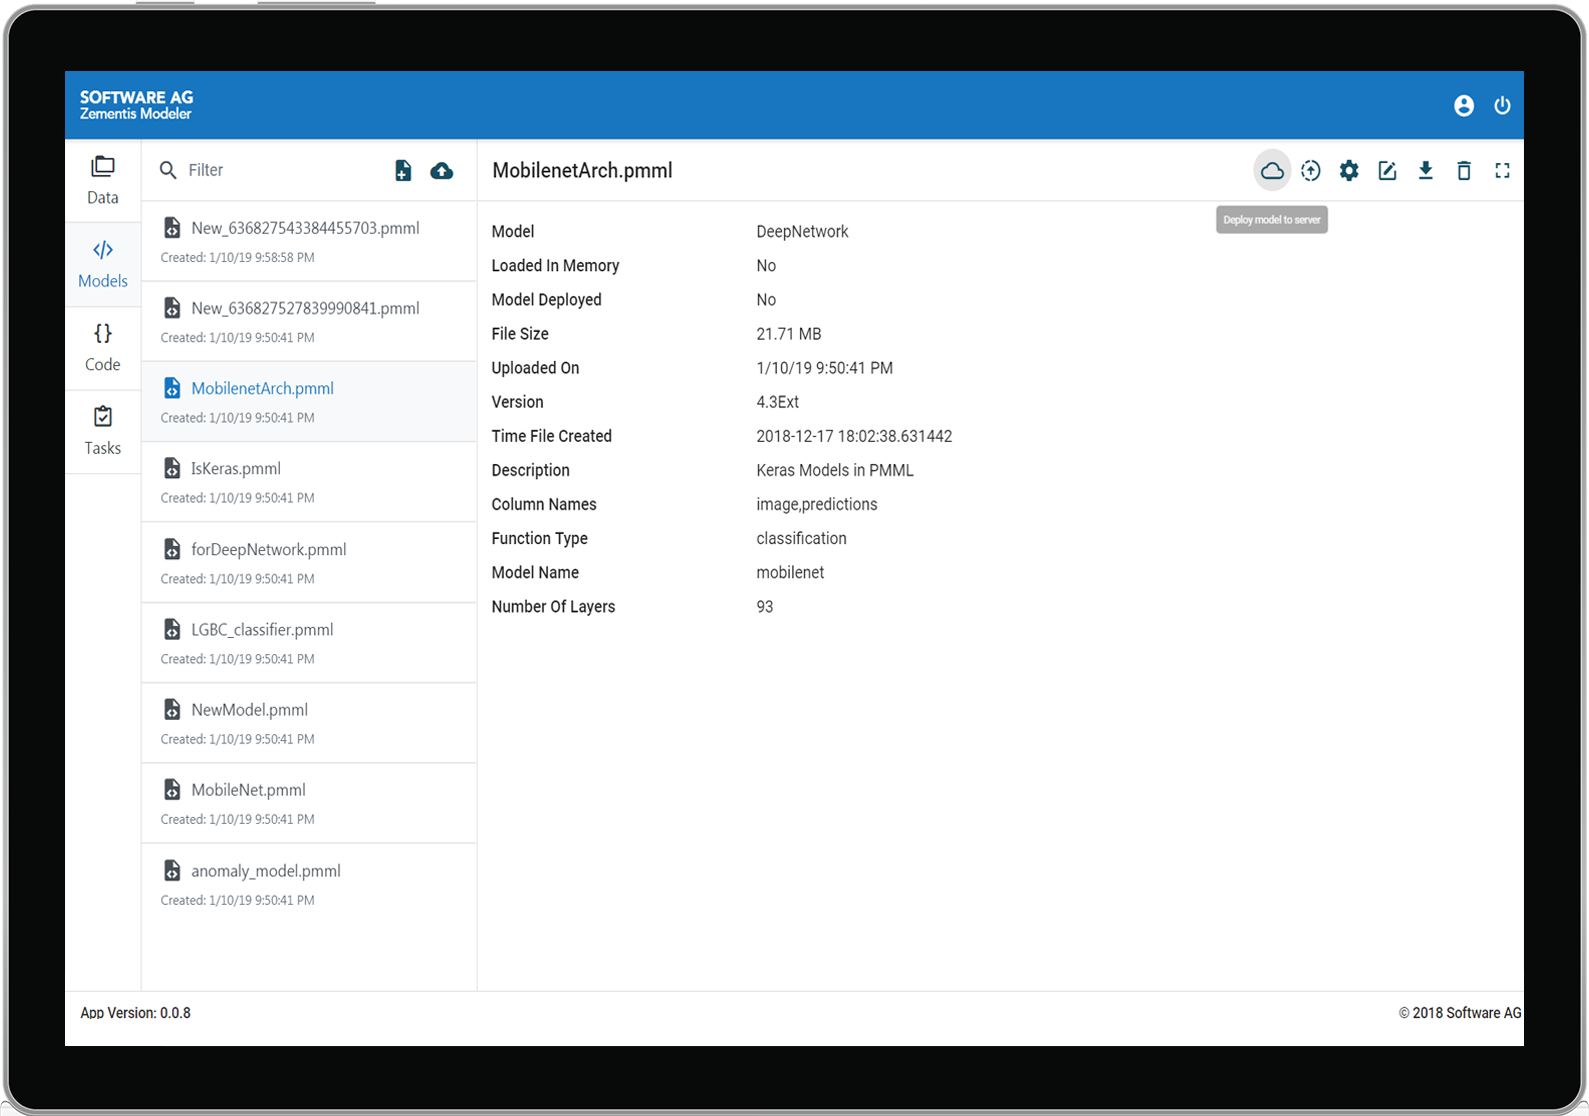 SOFTWARE AG
Zementis Modeler
Data
Models
Code
Tasks
Filter
New_636827543384455703.pmml
Created: 1/10/19 9:58:58 PM
New_636827527839990841.pmml
Created: 1/10/19 9:50:41 PM
MobilenetArch.pmml
Created: 1/10/19 9:50:41 PM
IsKeras.pmml
Created: 1/10/19 9:50:41 PM
forDeepNetwork.pmml
Created: 1/10/19 9:50:41 PM
LGBC_classifier.pmml
Created: 1/10/19 9:50:41 PM
NewModel.pmml
Created: 1/10/19 9:50:41 PM
MobileNet.pmml
Created: 1/10/19 9:50:41 PM
anomaly_model.pmml
Created: 1/10/19 9:50:41 PM
MobilenetArch.pmml
Deploy model to server
Model DeepNetwork
Loaded In Memory No
Model Deployed No
File Size 21.71 MB
Uploaded On 1/10/19 9:50:41 PM
Version 4.3Ext
Time File Created 2018-12-17 18:02:38.631442
Description Keras Models in PMML
Column Names image,predictions
Function Type classification
Model Name mobilenet
Number Of Layers 93
App Version: 0.0.8
© 2018 Software AG